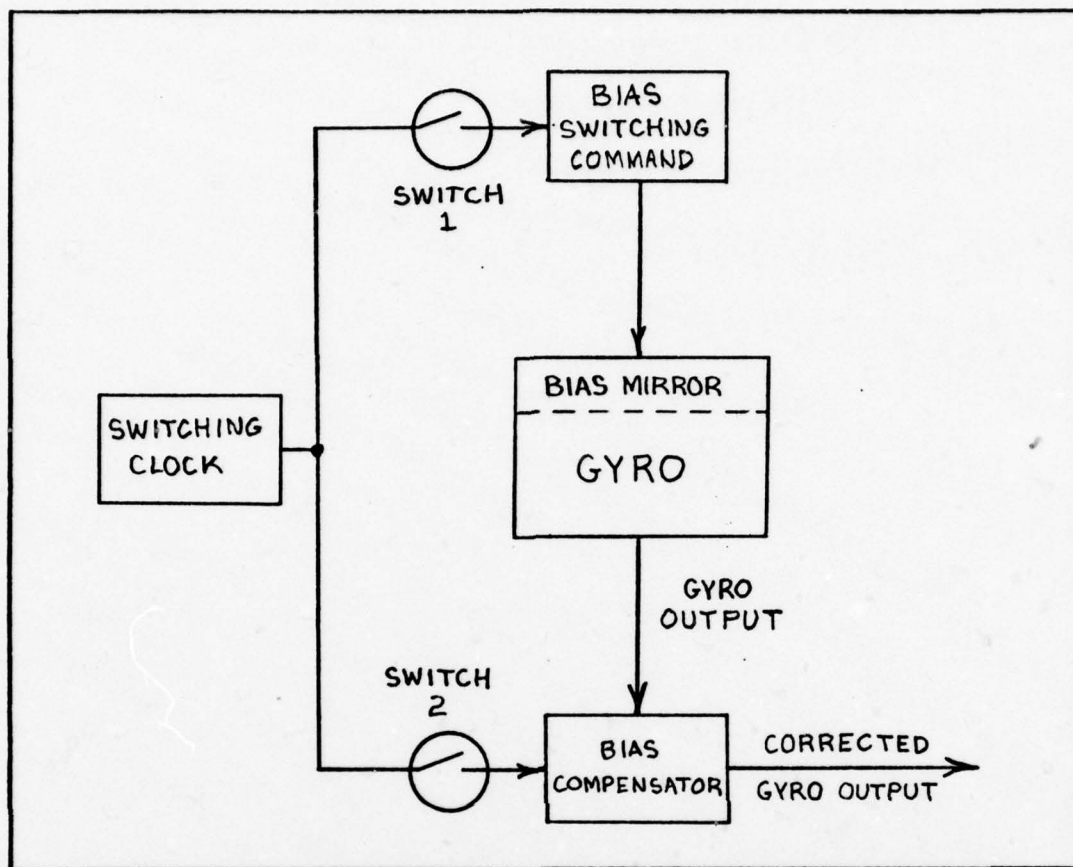 BIAS
SWITCHING
COMMAND
SWITCH
1
BIAS MIRROR
GYRO
SWITCHING
CLOCK
GYRO
OUTPUT
SWITCH
2
BIAS
COMPENSATOR
CORRECTED
GYRO OUTPUT